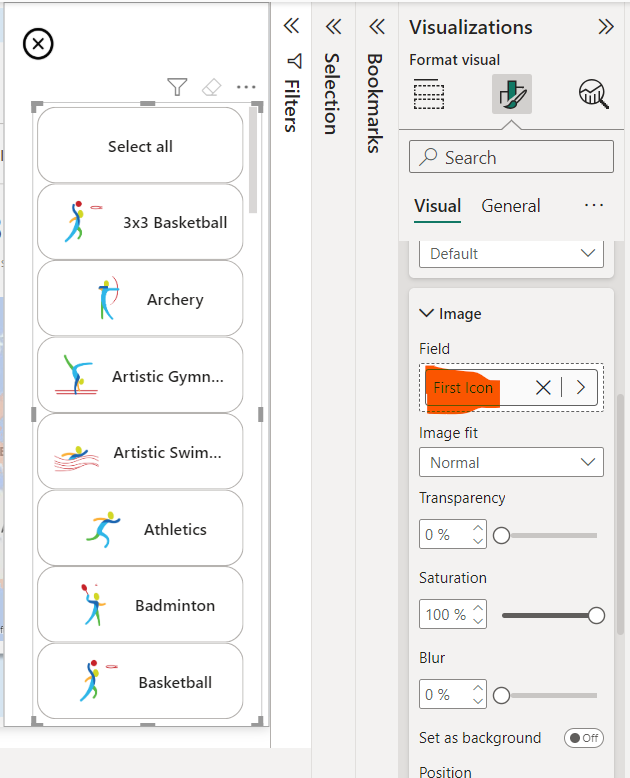 Select all
3x3 Basketball
Archery
Artistic Gymn...
Artistic Swim...
Athletics
Badminton
Basketball
Filters
Selection
Bookmarks
Visualizations
Format visual
Search
Visual General
Default
Image
Field
First Icon
Image fit
Normal
Transparency
0 %
Saturation
100 %
Blur
0 %
Set as background Off
Position